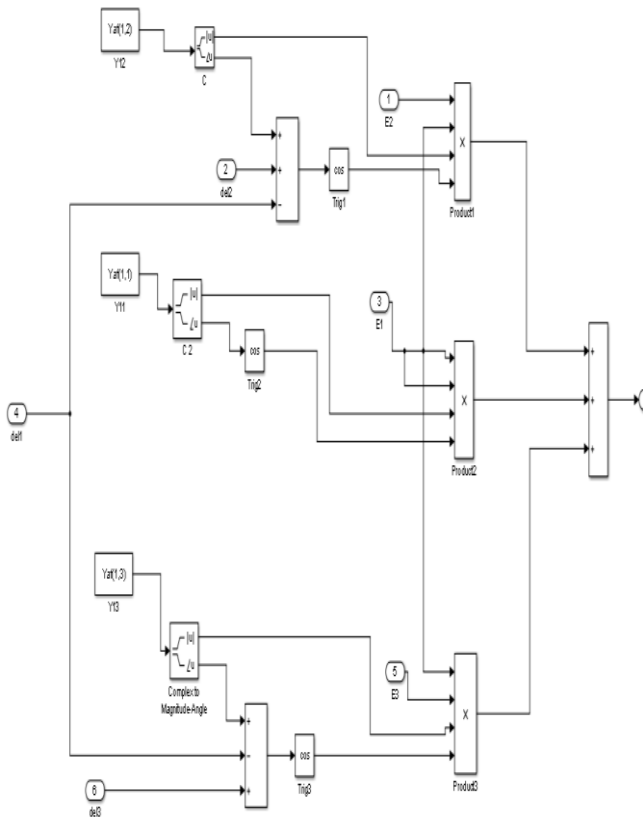 Yaf(1,2)
Y12
|u|
∠u
C
1
E2
2
del2
+
+
-
cos
Trig1
X
Product1
Yaf(1,1)
Y11
|u|
∠u
C 2
cos
Trig2
3
E1
X
Product2
+
+
+
4
del1
Yaf(1,3)
Y13
|u|
∠u
Complex to
Magnitude-Angle
5
E3
X
Product3
+
-
+
cos
Trig3
6
del3